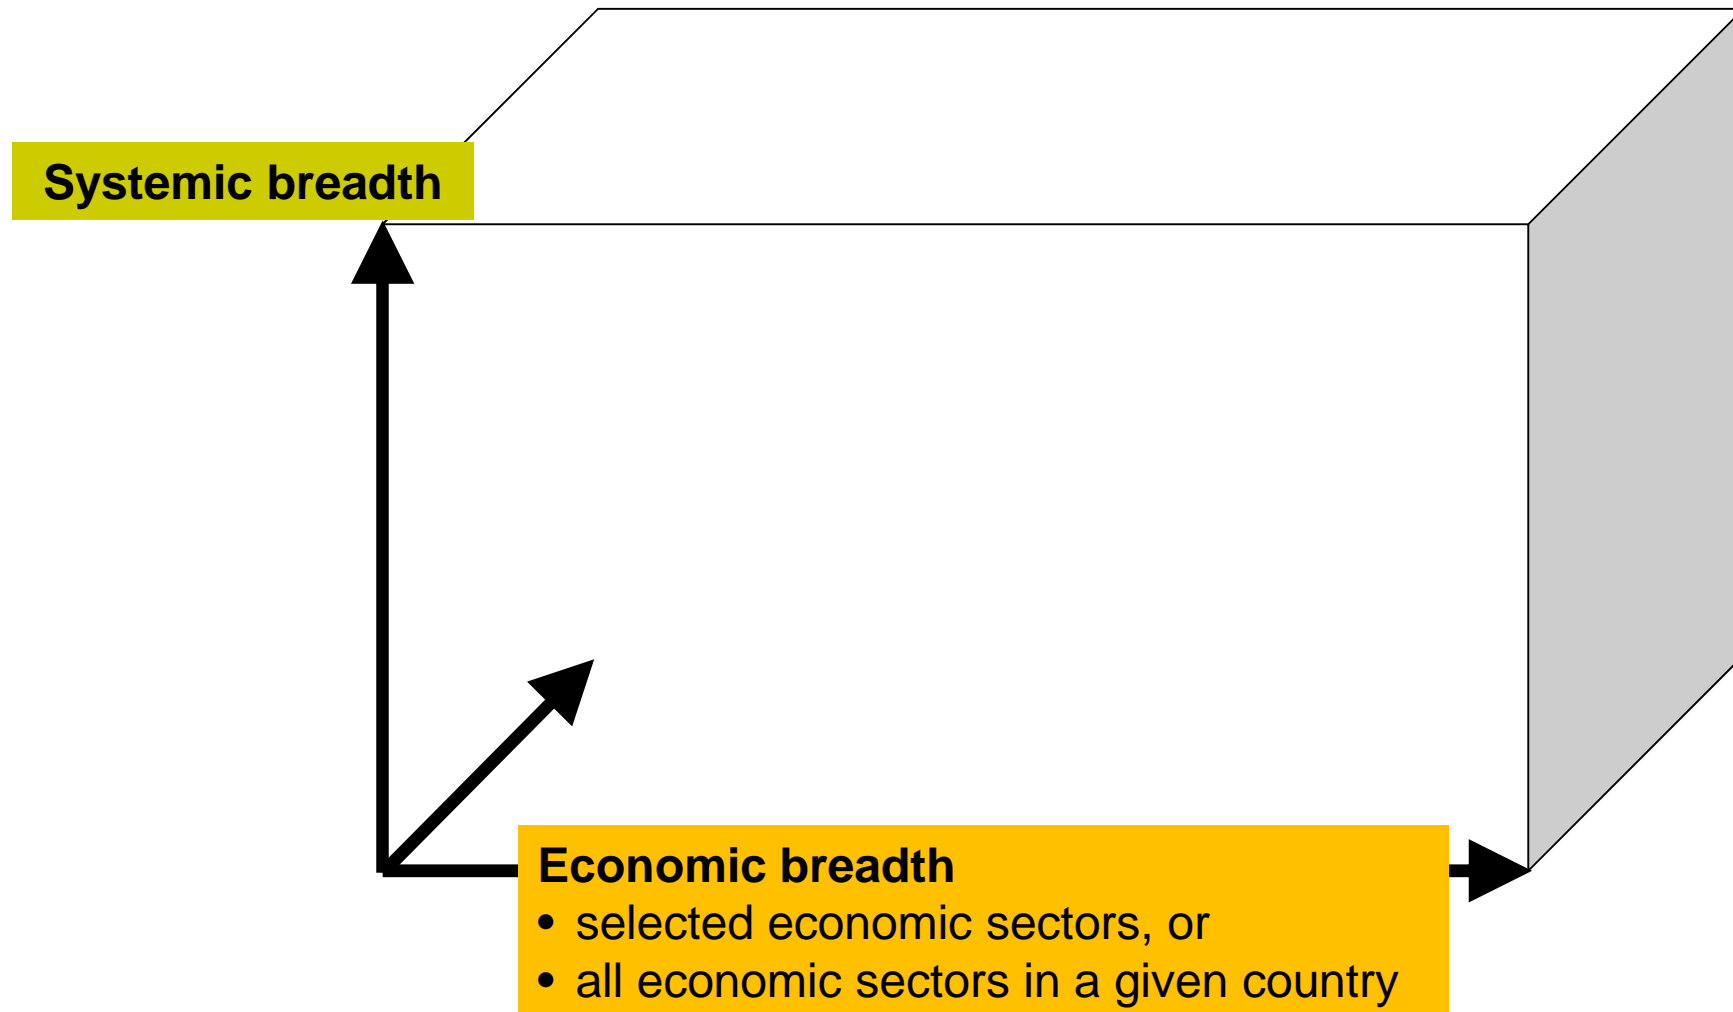 Systemic breadth
Economic breadth
• selected economic sectors, or
• all economic sectors in a given country